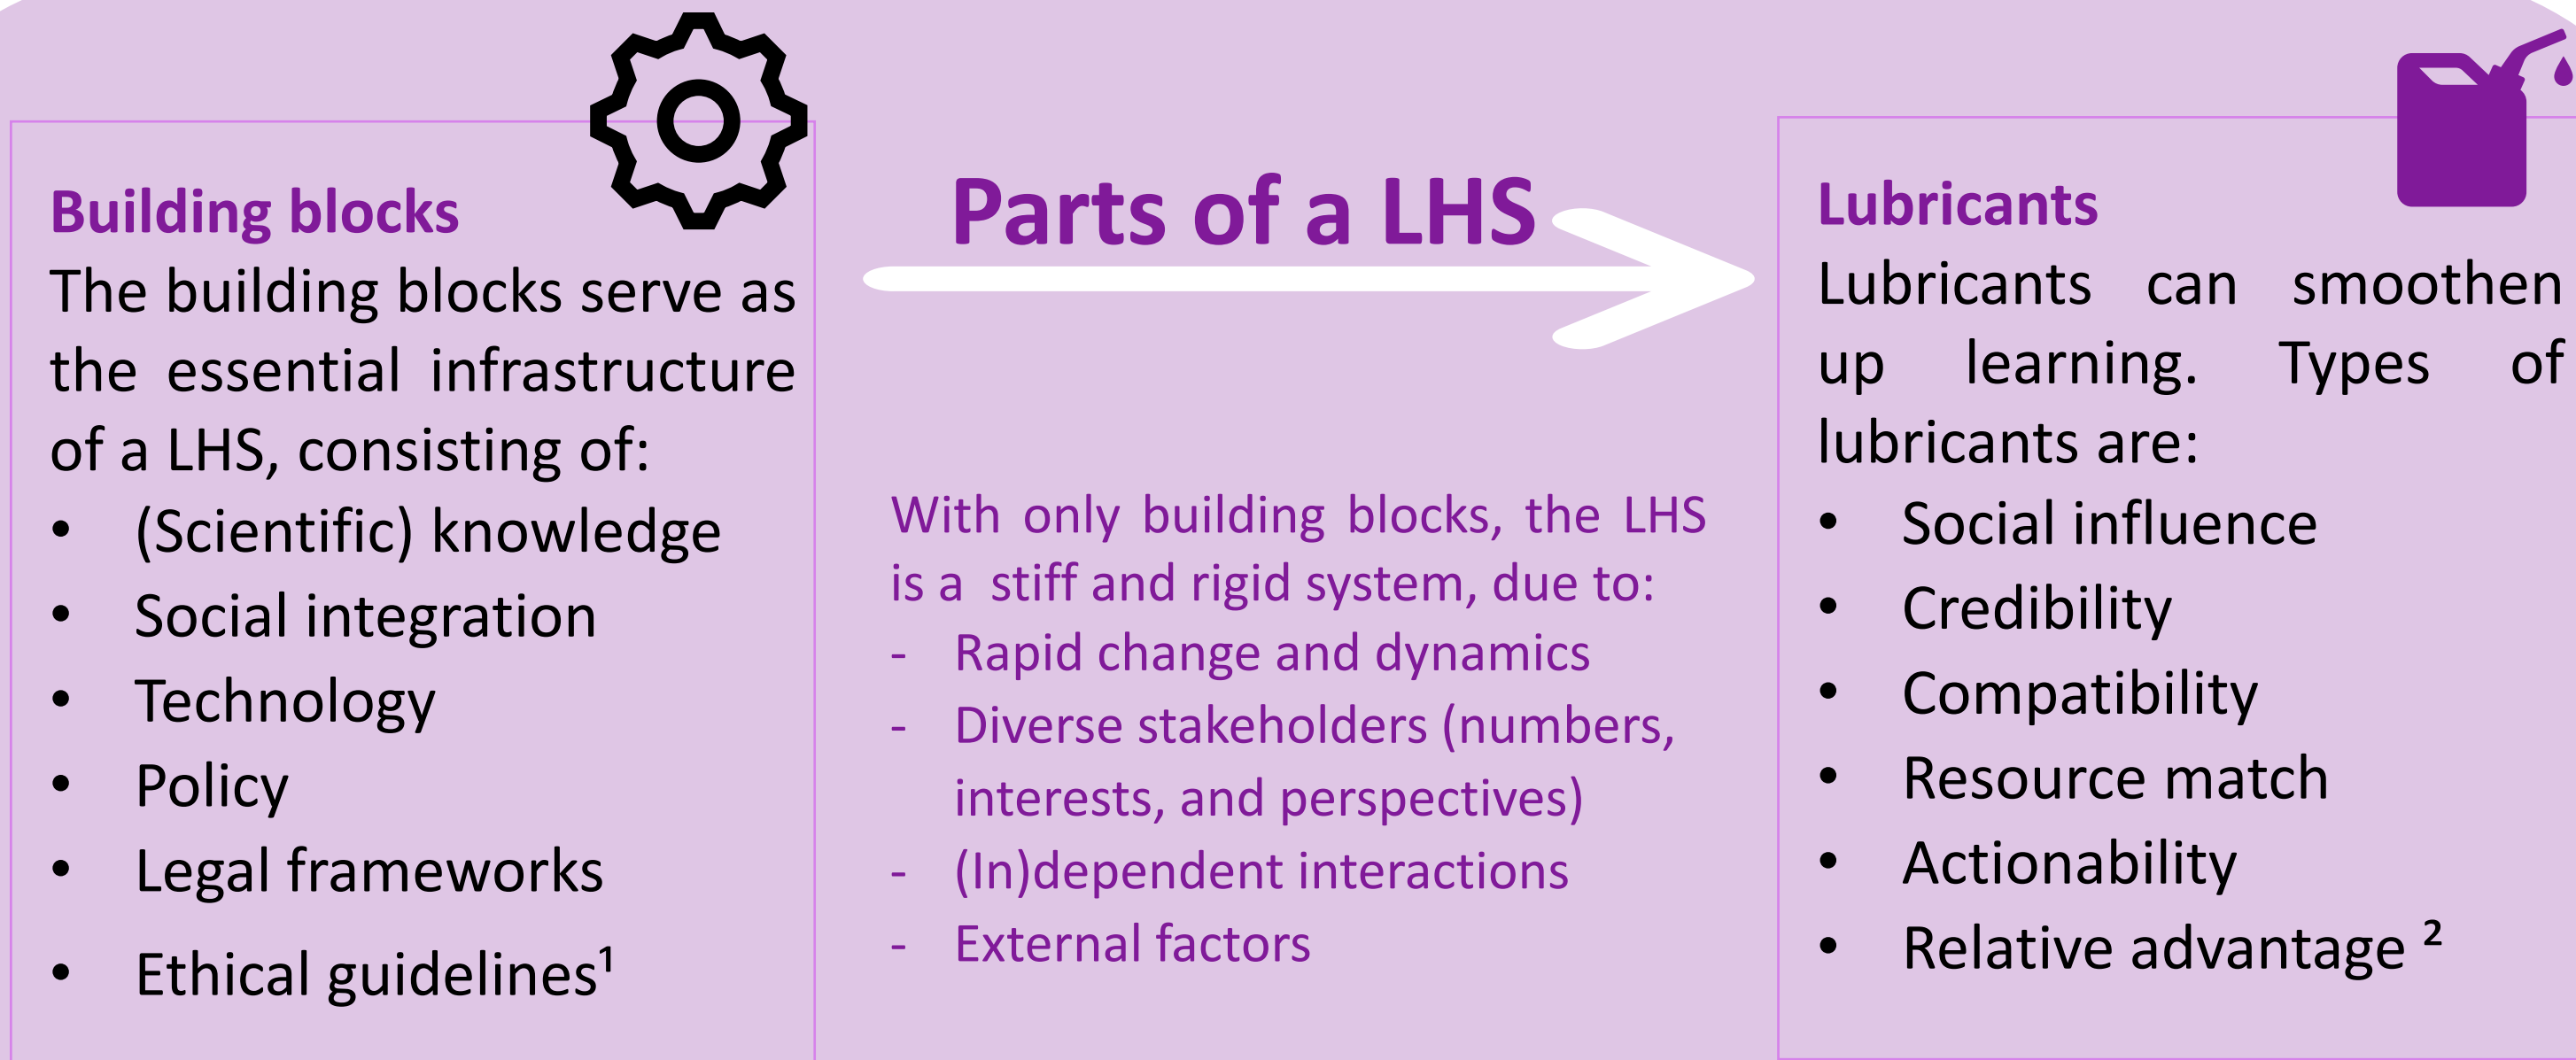 Building blocks
The building blocks serve as
the essential infrastructure
of a LHS, consisting of:
• (Scientific) knowledge
• Social integration
• Technology
• Policy
• Legal frameworks
• Ethical guidelines¹
Parts of a LHS
With only building blocks, the LHS
is a stiff and rigid system, due to:
- Rapid change and dynamics
- Diverse stakeholders (numbers,
interests, and perspectives)
- (In)dependent interactions
- External factors
Lubricants
Lubricants can smoothen
up learning. Types of
lubricants are:
• Social influence
• Credibility
• Compatibility
• Resource match
• Actionability
• Relative advantage ²